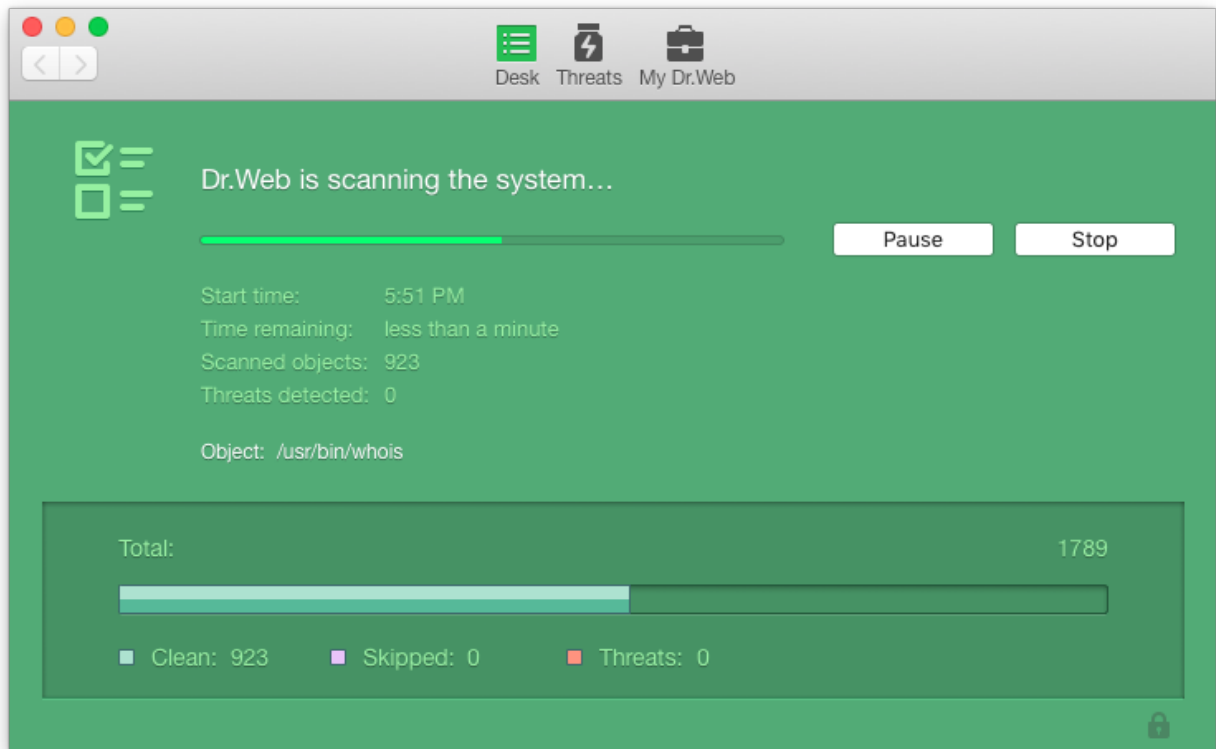 Desk Threats My Dr.Web
Dr.Web is scanning the system...
Pause Stop
Start time: 5:51 PM
Time remaining: less than a minute
Scanned objects: 923
Threats detected: 0
Object: /usr/bin/whois
Total: 1789
Clean: 923 Skipped: 0 Threats: 0